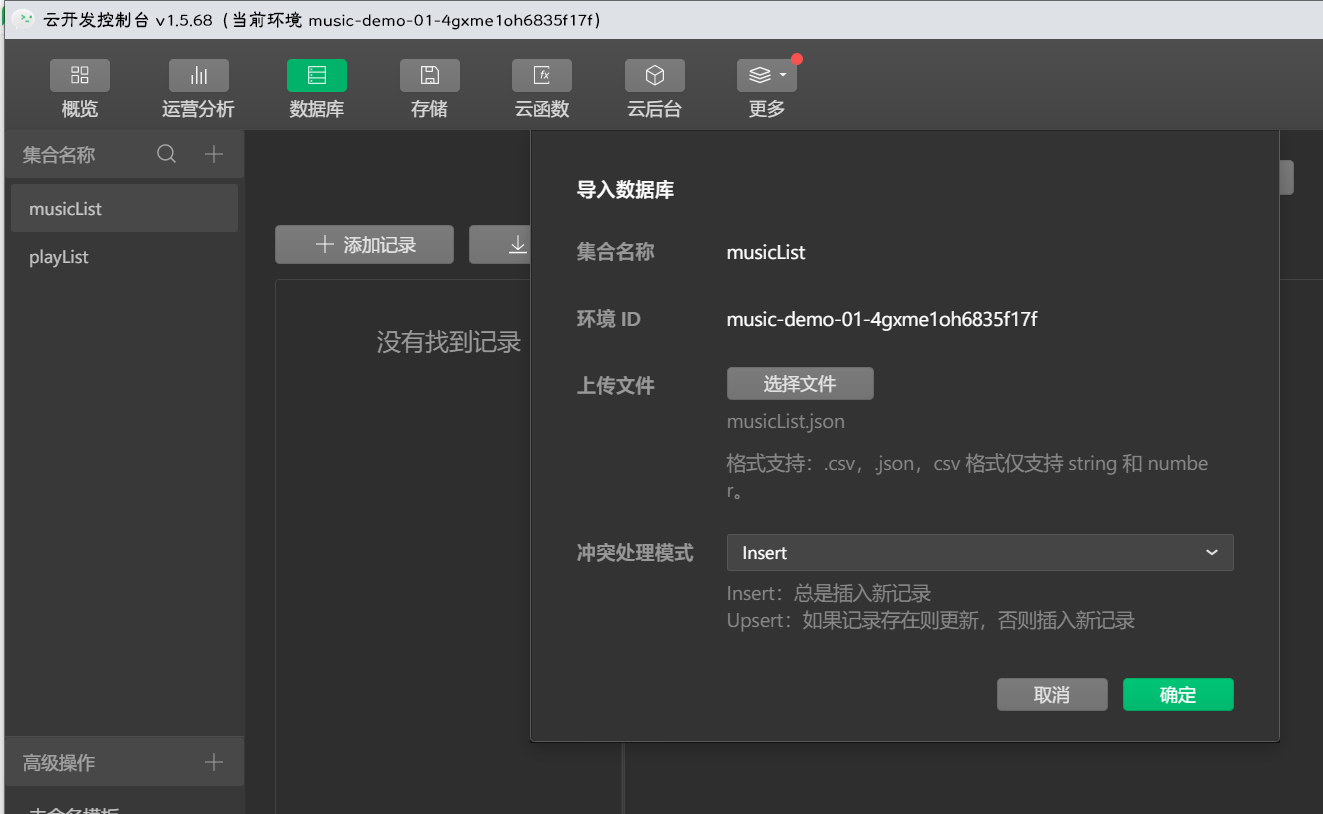 云开发控制台 v1.5.68（当前环境 music-demo-01-4gxme1oh6835f17f）
概览
运营分析
数据库
存储
云函数
云后台
更多
集合名称
musicList
playList
添加记录
没有找到记录
导入数据库
集合名称 musicList
环境 ID music-demo-01-4gxme1oh6835f17f
上传文件 选择文件
musicList.json
格式支持：.csv，.json，csv 格式仅支持 string 和 numbe
r。
冲突处理模式 Insert
Insert：总是插入新记录
Upsert：如果记录存在则更新，否则插入新记录
取消 确定
高级操作